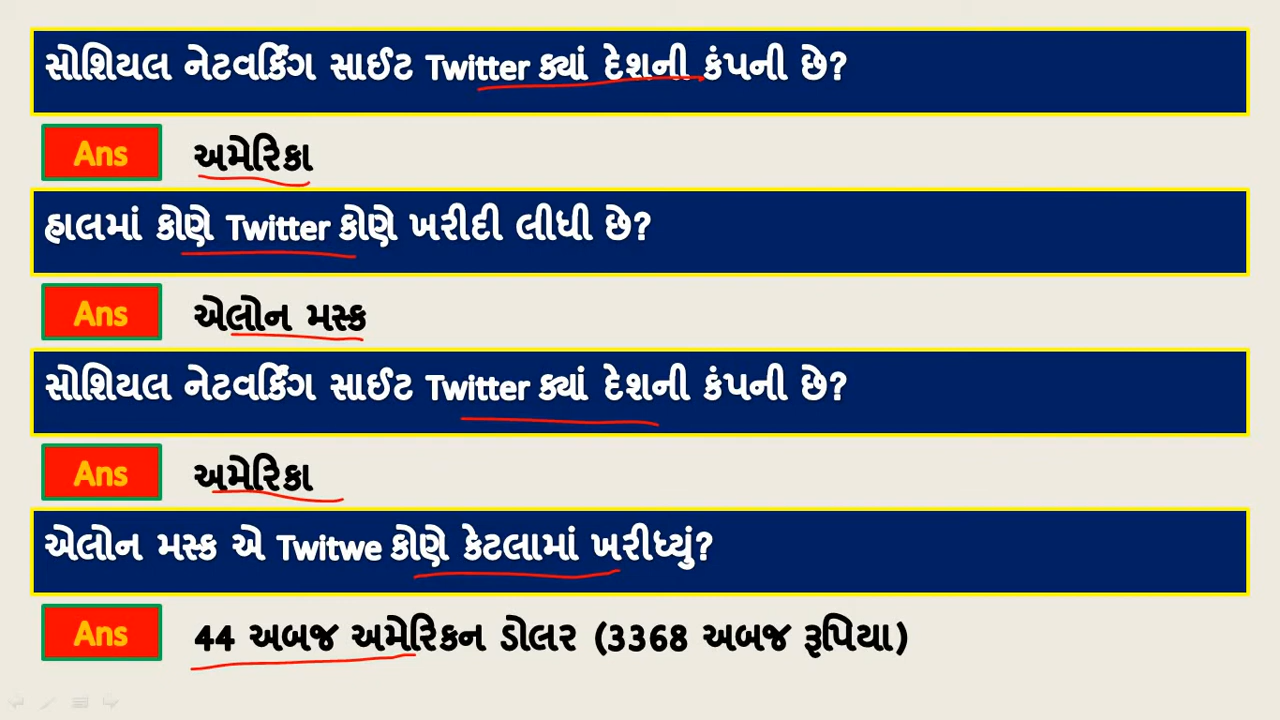 સોશિયલ નેટવર્કિંગ સાઈટ Twitter ક્યાં દેશની કંપની છે?
Ans અમેરિકા
હાલમાં કોણે Twitter કોણે ખરીદી લીધી છે?
Ans એલોન મસ્ક
સોશિયલ નેટવર્કિંગ સાઈટ Twitter ક્યાં દેશની કંપની છે?
Ans અમેરિકા
એલોન મસ્ક એ Twitwe કોણે કેટલામાં ખરીધ્યું?
Ans 44 અબજ અમેરિકન ડોલર (3368 અબજ રૂપિયા)